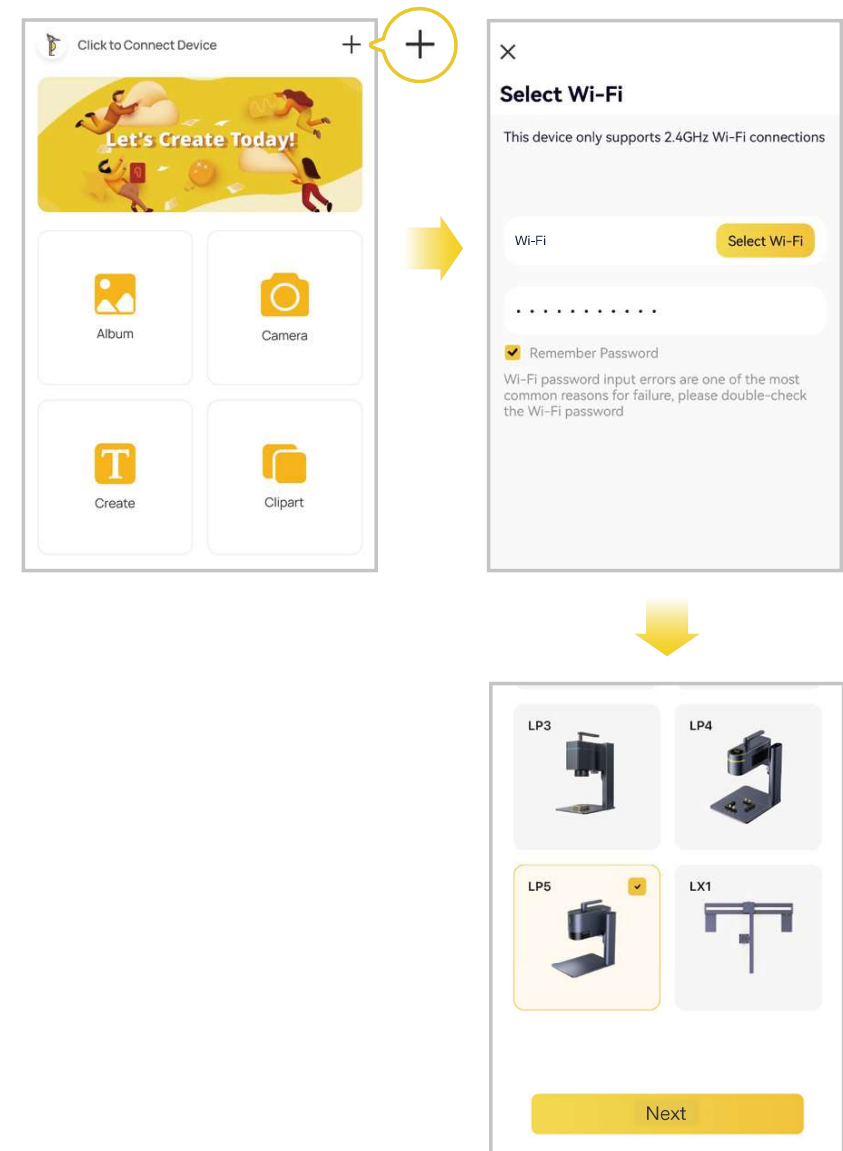 Click to Connect Device
Let's Create Today!
Album
Camera
Create
Clipart
Select Wi-Fi
This device only supports 2.4GHz Wi-Fi connections
Wi-Fi
Select Wi-Fi
Remember Password
Wi-Fi password input errors are one of the most
common reasons for failure, please double-check
the Wi-Fi password
LP3
LP4
LP5
LX1
Next